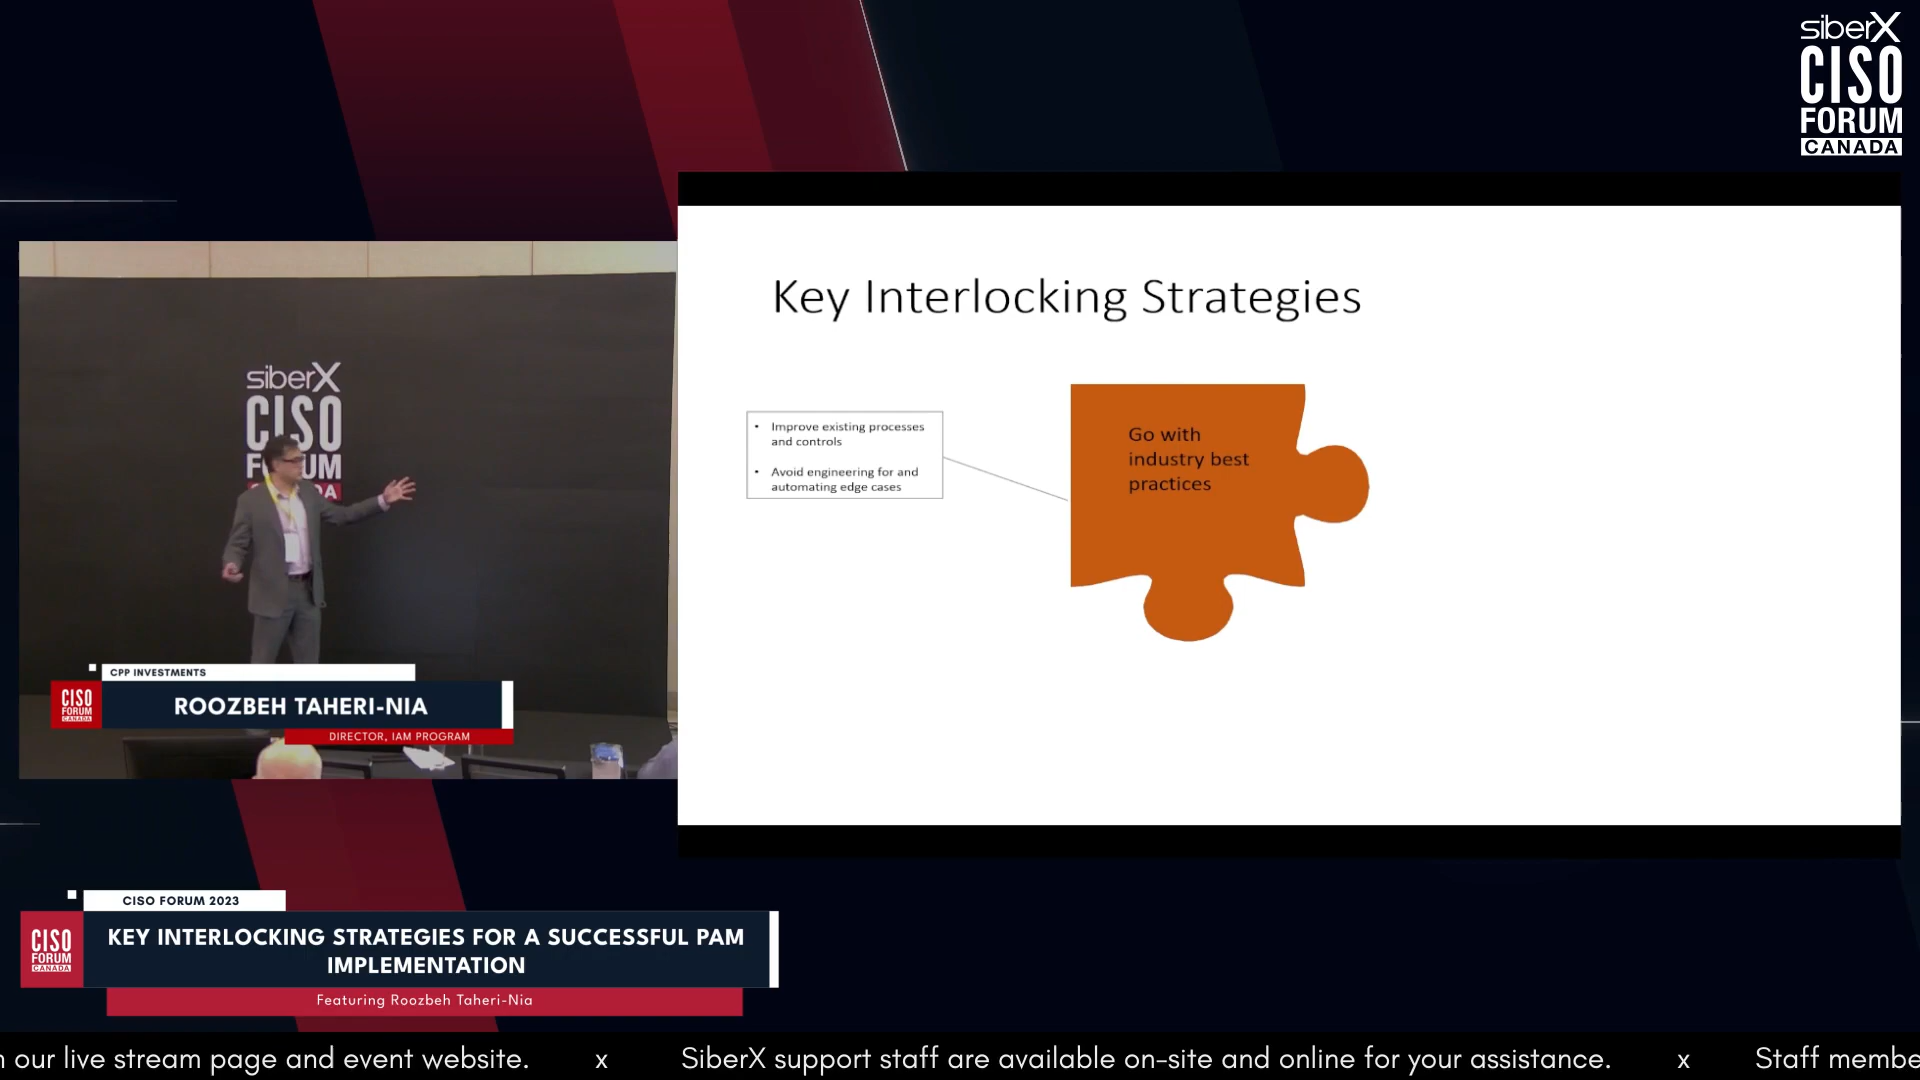 siberX
CISO
FORUM
CANADA
Key Interlocking Strategies
• Improve existing processes
and controls
• Avoid engineering for and
automating edge cases
Go with
industry best
practices
siberX
CISO
FORUM
CPP INVESTMENTS
CISO
FORUM
CANADA
ROOZBEH TAHERI-NIA
DIRECTOR, IAM PROGRAM
CISO FORUM 2023
CISO
FORUM
CANADA
KEY INTERLOCKING STRATEGIES FOR A SUCCESSFUL PAM
IMPLEMENTATION
Featuring Roozbeh Taheri-Nia
our live stream page and event website. x SiberX support staff are available on-site and online for your assistance. x Staff